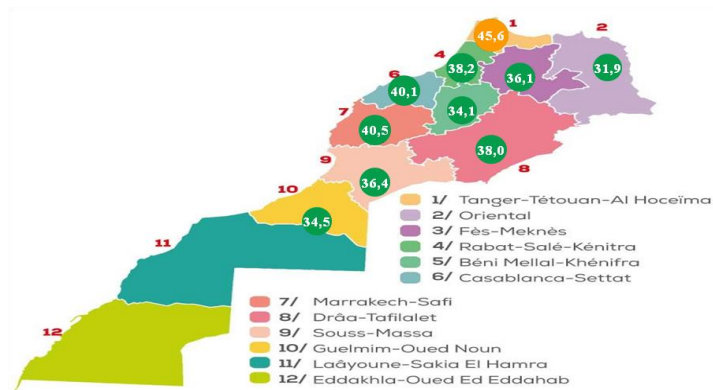 1
2
45,6
4
38,2
36,1
31,9
6
40,1
34,1
7
40,5
38,0
9
8
36,4
10
34,5
11
12
1/ Tanger-Tétouan-Al Hoceïma
2/ Oriental
3/ Fès-Meknès
4/ Rabat-Salé-Kénitra
5/ Béni Mellal-Khénifra
6/ Casablanca-Settat
7/ Marrakech-Safi
8/ Drâa-Tafilalet
9/ Souss-Massa
10/ Guelmim-Oued Noun
11/ Laâyoune-Sakia El Hamra
12/ Eddakhla-Oued Ed Eddahab